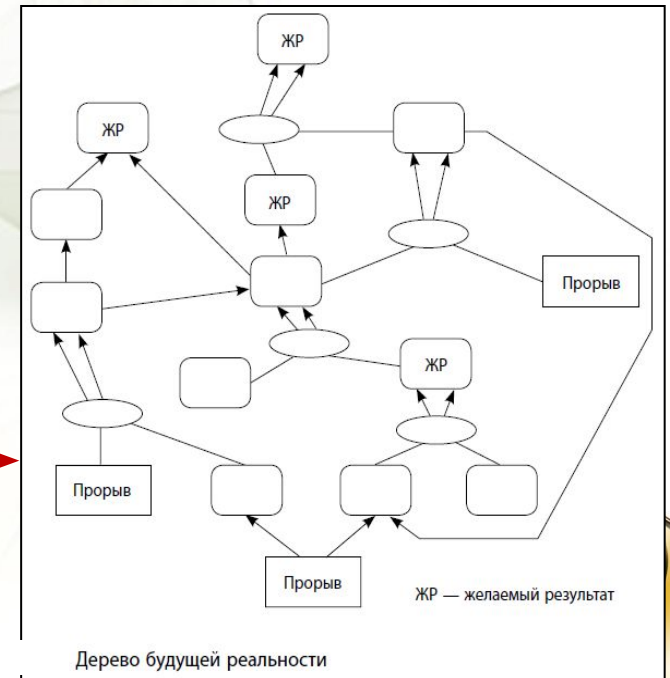 ЖР
ЖР
ЖР
Прорыв
ЖР
Прорыв
Прорыв
ЖР — желаемый результат
Дерево будущей реальности